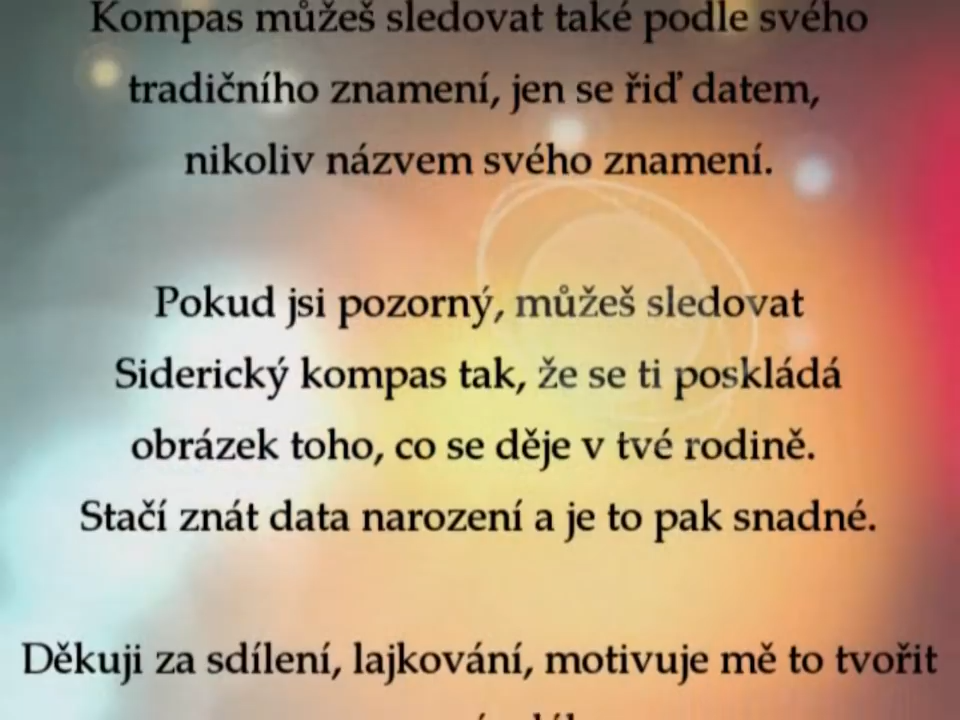 Kompas můžeš sledovat také podle svého
tradičního znamení, jen se řiď datem,
nikoliv názvem svého znamení.
Pokud jsi pozorný, můžeš sledovat
Siderický kompas tak, že se ti poskládá
obrázek toho, co se děje v tvé rodině.
Stačí znát data narození a je to pak snadné.
Děkuji za sdílení, lajkování, motivuje mě to tvořit